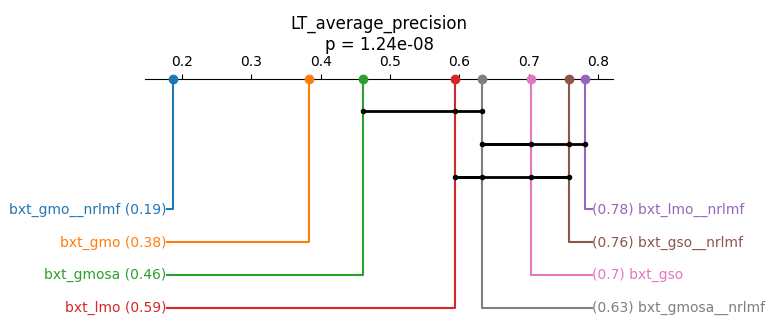 LT_average_precision
p = 1.24e-08
0.2 0.3 0.4 0.5 0.6 0.7 0.8
bxt_gmo__nrlmf (0.19) (0.78) bxt_lmo__nrlmf
bxt_gmo (0.38) (0.76) bxt_gso__nrlmf
bxt_gmosa (0.46) (0.7) bxt_gso
bxt_lmo (0.59) (0.63) bxt_gmosa__nrlmf